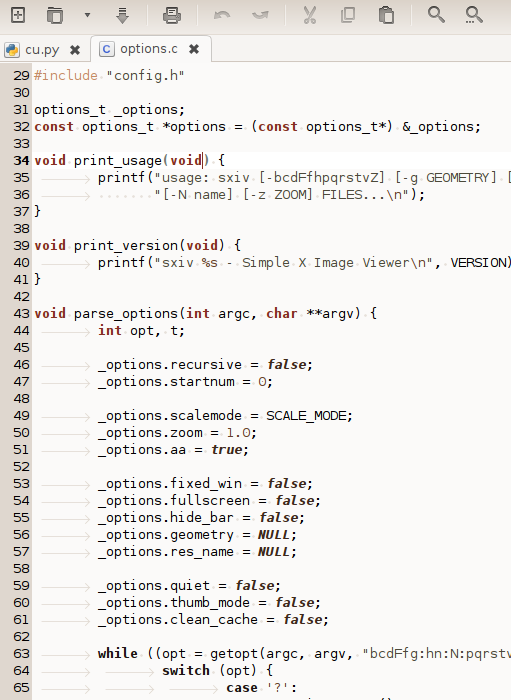 cu.py options.c
29 #include "config.h"
30
31 options_t _options;
32 const options_t *options = (const options_t*) &_options;
33
34 void print_usage(void) {
35 printf("usage: sxiv [-bcdFfhpqrstvZ] [-g GEOMETRY] [
36 "[-N name] [-z ZOOM] FILES...\n");
37 }
38
39 void print_version(void) {
40 printf("sxiv %s - Simple X Image Viewer\n", VERSION)
41 }
42
43 void parse_options(int argc, char **argv) {
44 int opt, t;
45
46 _options.recursive = false;
47 _options.startnum = 0;
48
49 _options.scalemode = SCALE_MODE;
50 _options.zoom = 1.0;
51 _options.aa = true;
52
53 _options.fixed_win = false;
54 _options.fullscreen = false;
55 _options.hide_bar = false;
56 _options.geometry = NULL;
57 _options.res_name = NULL;
58
59 _options.quiet = false;
60 _options.thumb_mode = false;
61 _options.clean_cache = false;
62
63 while ((opt = getopt(argc, argv, "bcdFfg:hn:N:pqrstv
64 switch (opt) {
65 case '?':